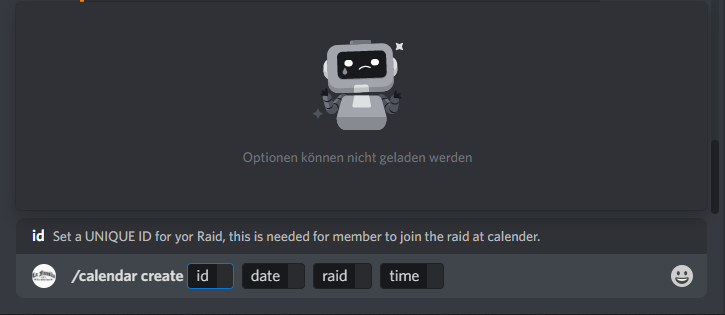 Optionen können nicht geladen werden
id Set a UNIQUE ID for yor Raid, this is needed for member to join the raid at calender.
/calendar create id date raid time